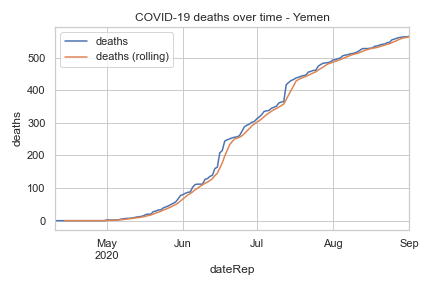 COVID-19 deaths over time - Yemen
deaths
deaths (rolling)
deaths
500
400
300
200
100
0
May
2020
Jun
Jul
Aug
Sep
dateRep